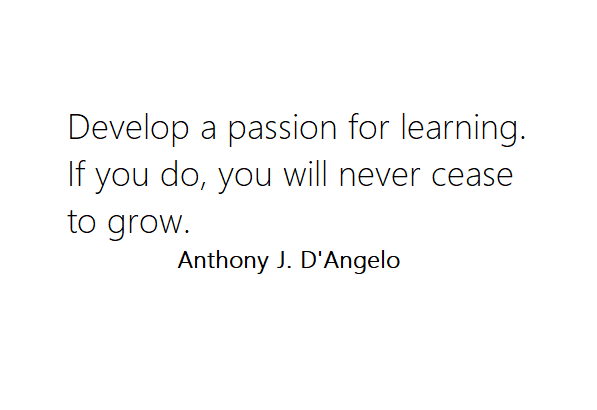 Develop a passion for learning.
If you do, you will never cease
to grow.
Anthony J. D'Angelo